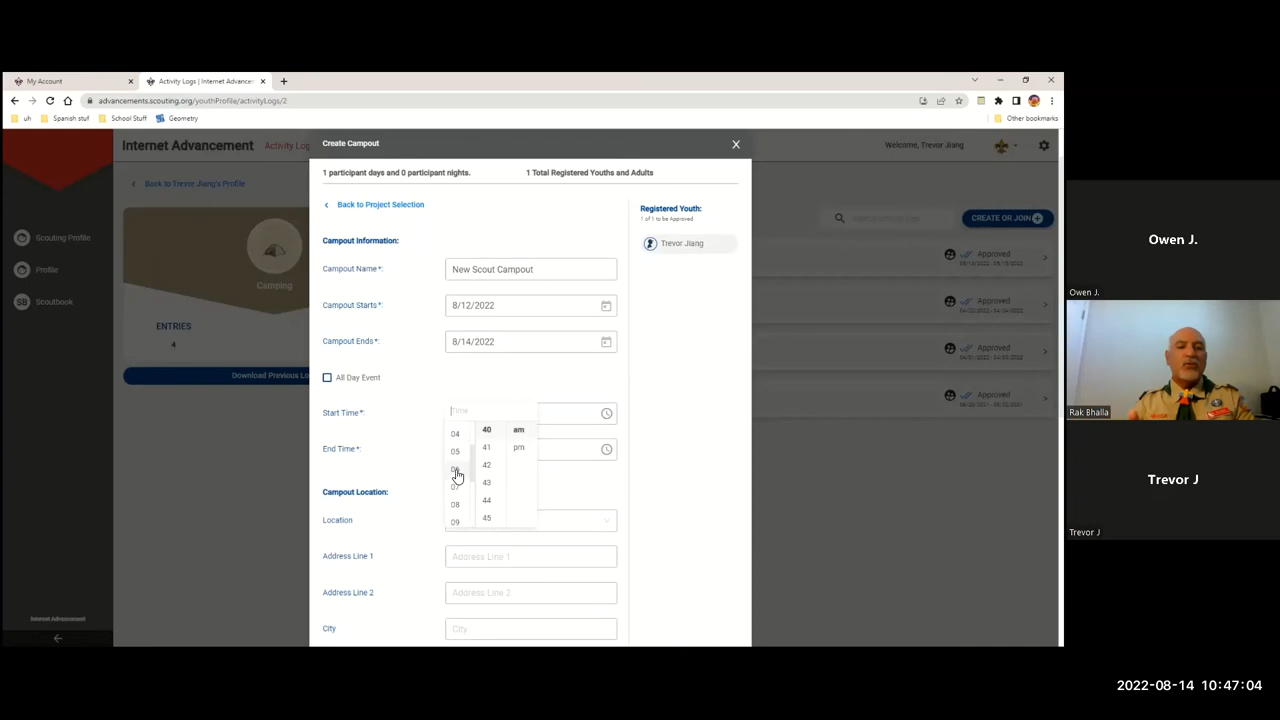 My Account
Activity Logs | Internet Advance
advancements.scouting.org/youthProfile/activityLogs/2
uh
Spanish stuf
School Stuff
Geometry
Other bookmarks
Internet Advancement
Activity Log
Welcome, Trevor Jiang
Back to Trevor Jiang's Profile
Scouting Profile
Profile
SB
Scoutbook
Camping
ENTRIES
4
Download Previous Lo
Internet Advancement
Create Campout
1 participant days and 0 participant nights.
1 Total Registered Youths and Adults
Back to Project Selection
Campout Information:
Campout Name*:
New Scout Campout
Campout Starts*:
8/12/2022
Campout Ends*:
8/14/2022
All Day Event
Start Time*:
Time
End Time*:
04
05
07
08
09
40
41
42
43
44
45
am
pm
Campout Location:
Location
Address Line 1
Address Line 1
Address Line 2
Address Line 2
City
City
Registered Youth:
1 of 1 to be Approved
Trevor Jiang
CREATE OR JOIN
Approved
Approved
Approved
Approved
Owen J.
Owen J.
Rak Bhalla
Trevor J
Trevor J
2022-08-14 10:47:04